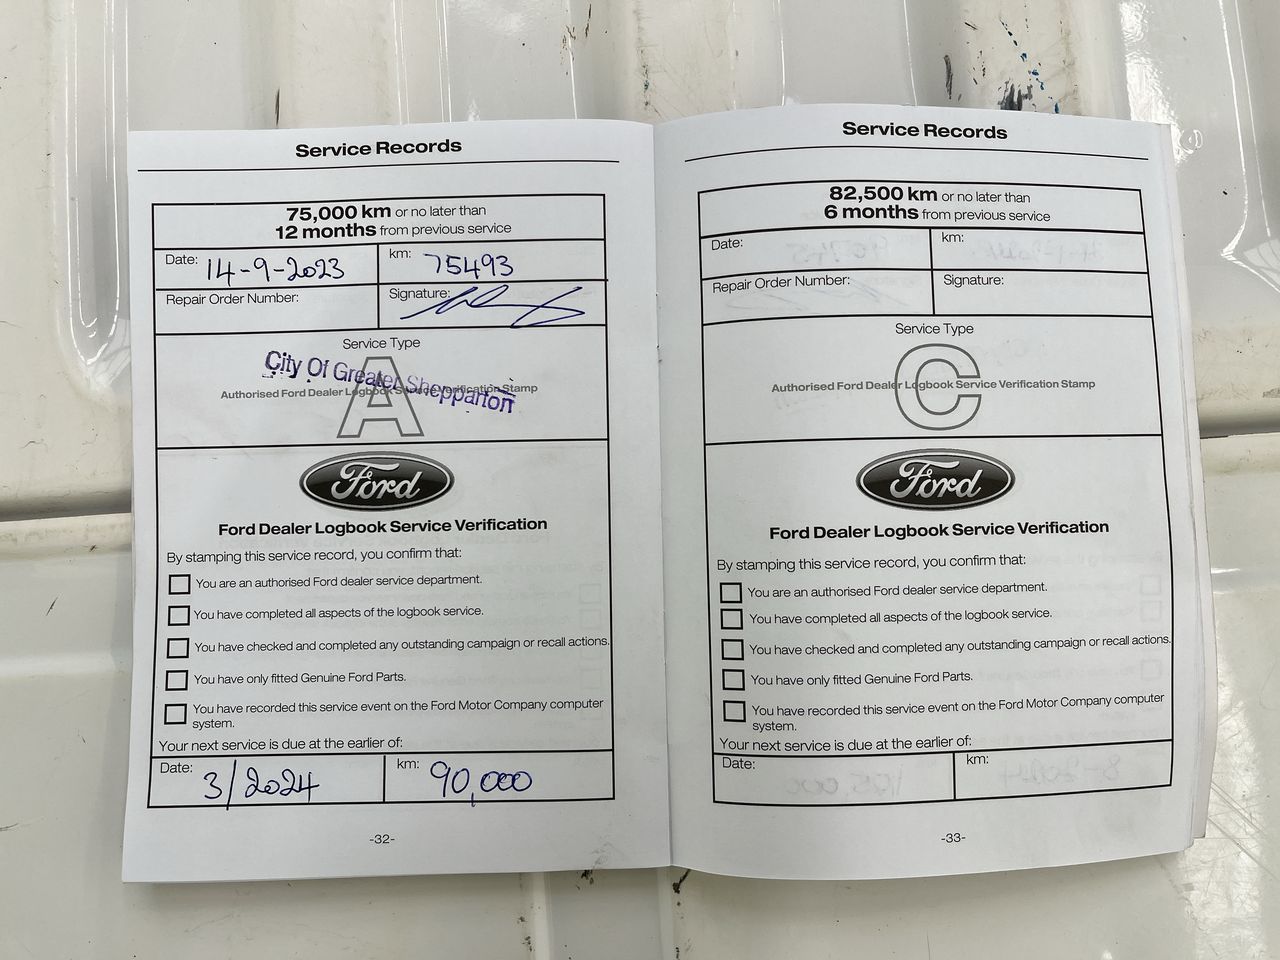 Service Records
75,000 km or no later than
12 months from previous service
Date: 14-9-2023
km: 75493
Repair Order Number:
Signature:
Service Type
City Of Greater Shepparton
Authorised Ford Dealer Logbook Service Verification Stamp
A
Ford
Ford Dealer Logbook Service Verification
By stamping this service record, you confirm that:
You are an authorised Ford dealer service department.
You have completed all aspects of the logbook service.
You have checked and completed any outstanding campaign or recall actions.
You have only fitted Genuine Ford Parts.
You have recorded this service event on the Ford Motor Company computer
system.
Your next service is due at the earlier of:
Date: 3/2024
km: 90,000
-32-
Service Records
82,500 km or no later than
6 months from previous service
Date:
km:
Repair Order Number:
Signature:
Service Type
Authorised Ford Dealer Logbook Service Verification Stamp
C
Ford
Ford Dealer Logbook Service Verification
By stamping this service record, you confirm that:
You are an authorised Ford dealer service department.
You have completed all aspects of the logbook service.
You have checked and completed any outstanding campaign or recall actions.
You have only fitted Genuine Ford Parts.
You have recorded this service event on the Ford Motor Company computer
system.
Your next service is due at the earlier of:
Date:
km:
-33-